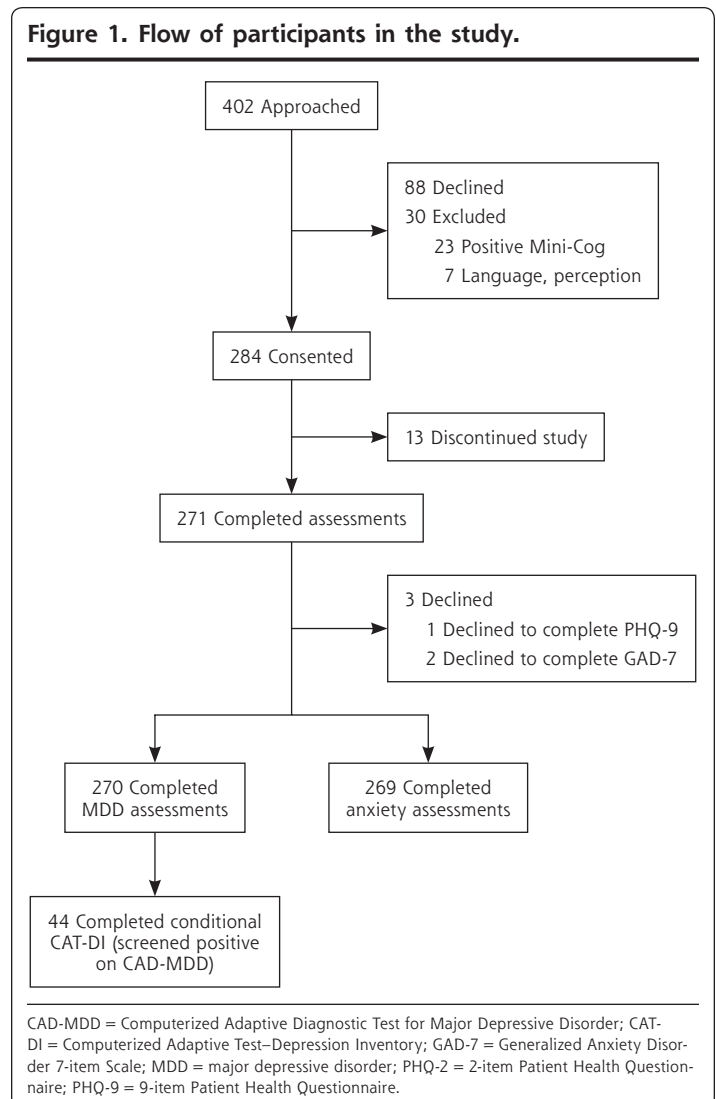 Figure 1. Flow of participants in the study.
402 Approached
88 Declined
30 Excluded
23 Positive Mini-Cog
7 Language, perception
284 Consented
13 Discontinued study
271 Completed assessments
3 Declined
1 Declined to complete PHQ-9
2 Declined to complete GAD-7
270 Completed
MDD assessments
269 Completed
anxiety assessments
44 Completed conditional
CAT-DI (screened positive
on CAD-MDD)
CAD-MDD = Computerized Adaptive Diagnostic Test for Major Depressive Disorder; CAT-
DI = Computerized Adaptive Test–Depression Inventory; GAD-7 = Generalized Anxiety Disor-
der 7-item Scale; MDD = major depressive disorder; PHQ-2 = 2-item Patient Health Question-
naire; PHQ-9 = 9-item Patient Health Questionnaire.